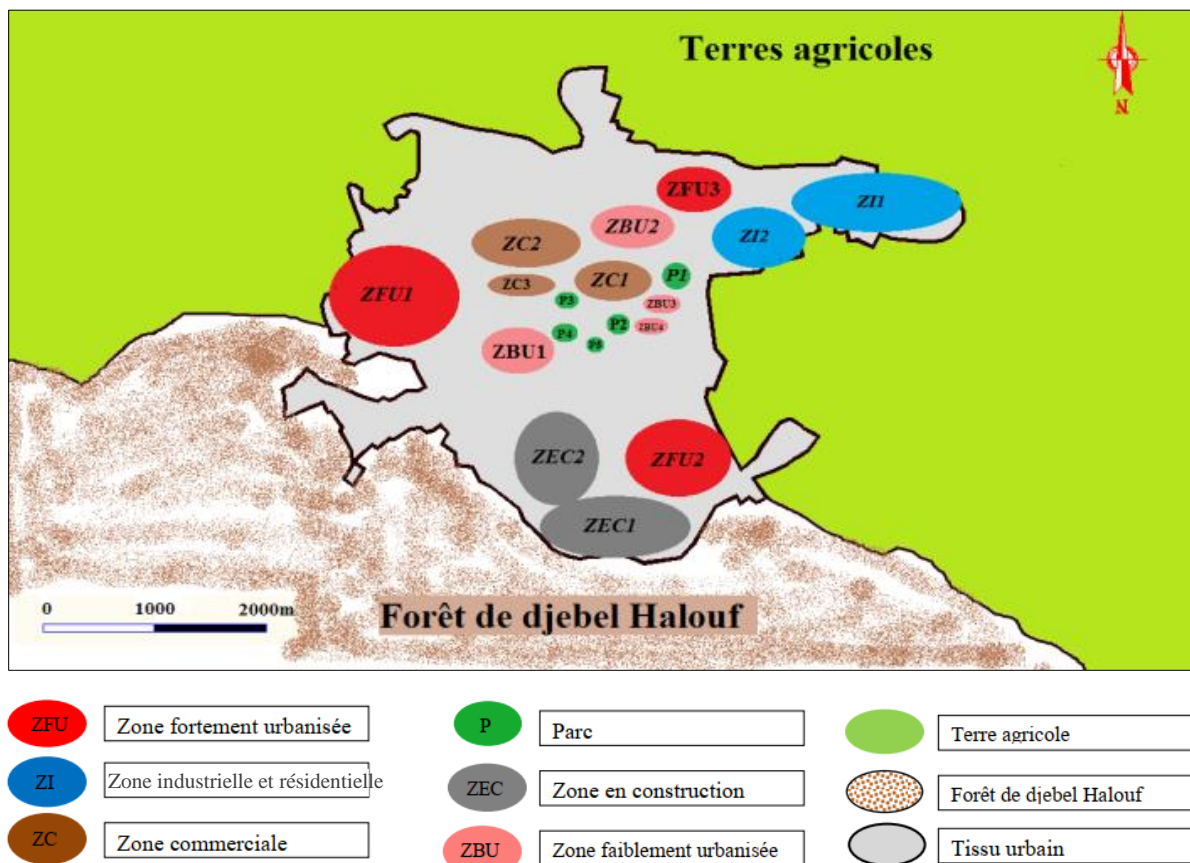 Terres agricoles
N
ZFU3
ZI1
ZBU2
ZI2
ZC2
P1
ZC1
ZC3
ZFU1
P3
ZBU3
P2
ZBU4
P4
P5
ZBU1
ZEC2
ZFU2
ZEC1
0 1000 2000m
Forêt de djebel Halouf
ZFU Zone fortement urbanisée
P Parc
Terre agricole
ZI Zone industrielle et résidentielle
ZEC Zone en construction
Forêt de djebel Halouf
ZC Zone commerciale
ZBU Zone faiblement urbanisée
Tissu urbain